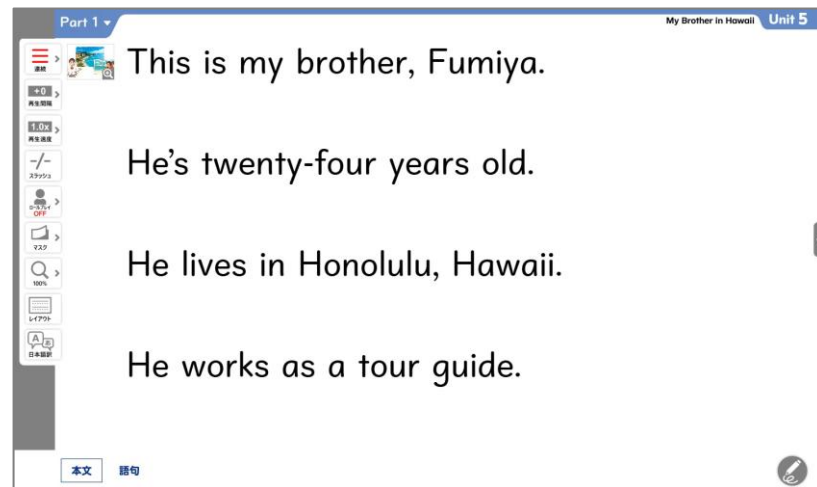 Part 1
My Brother in Hawaii Unit 5
連続
This is my brother, Fumiya.
+0
再生間隔
1.0x
再生速度
He's twenty-four years old.
-/-
スラッシュ
ロールプレイ
OFF
マスク
He lives in Honolulu, Hawaii.
100%
レイアウト
A あ
日本語訳
He works as a tour guide.
本文 語句